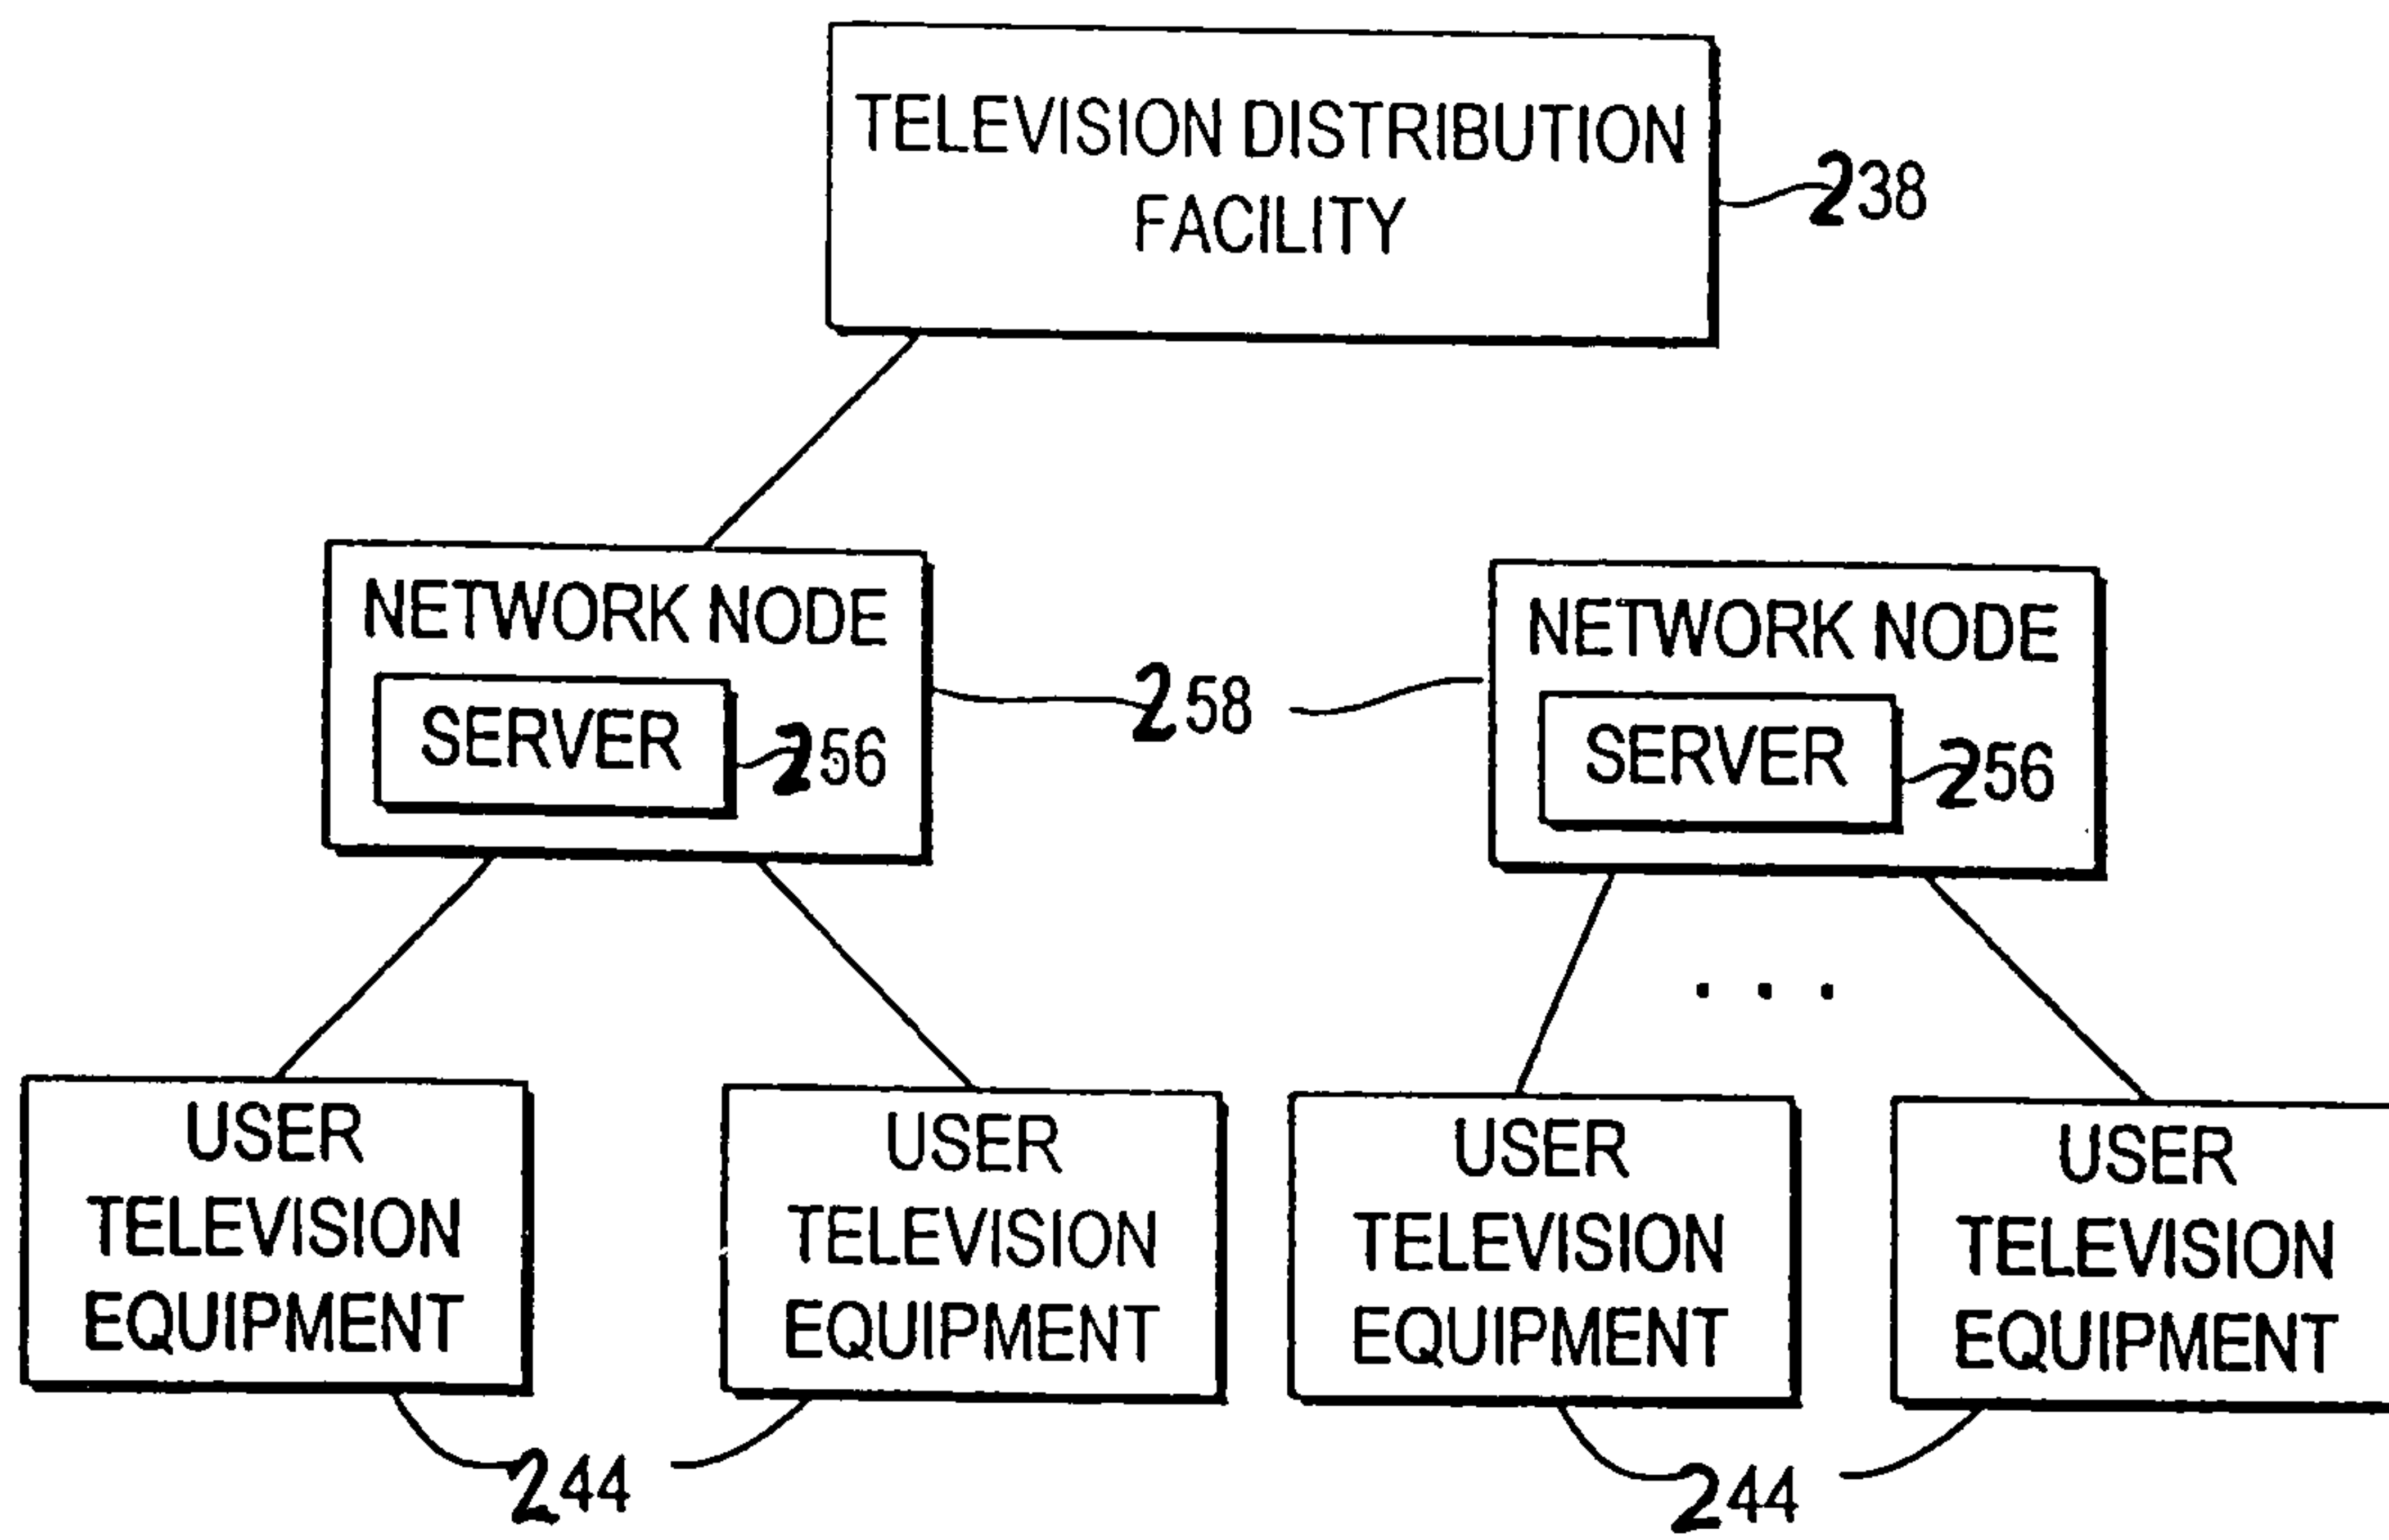 TELEVISION DISTRIBUTION
FACILITY
238
NETWORK NODE
SERVER
256
258
NETWORK NODE
SERVER
256
. . .
USER
TELEVISION
EQUIPMENT
USER
TELEVISION
EQUIPMENT
USER
TELEVISION
EQUIPMENT
USER
TELEVISION
EQUIPMENT
244
244